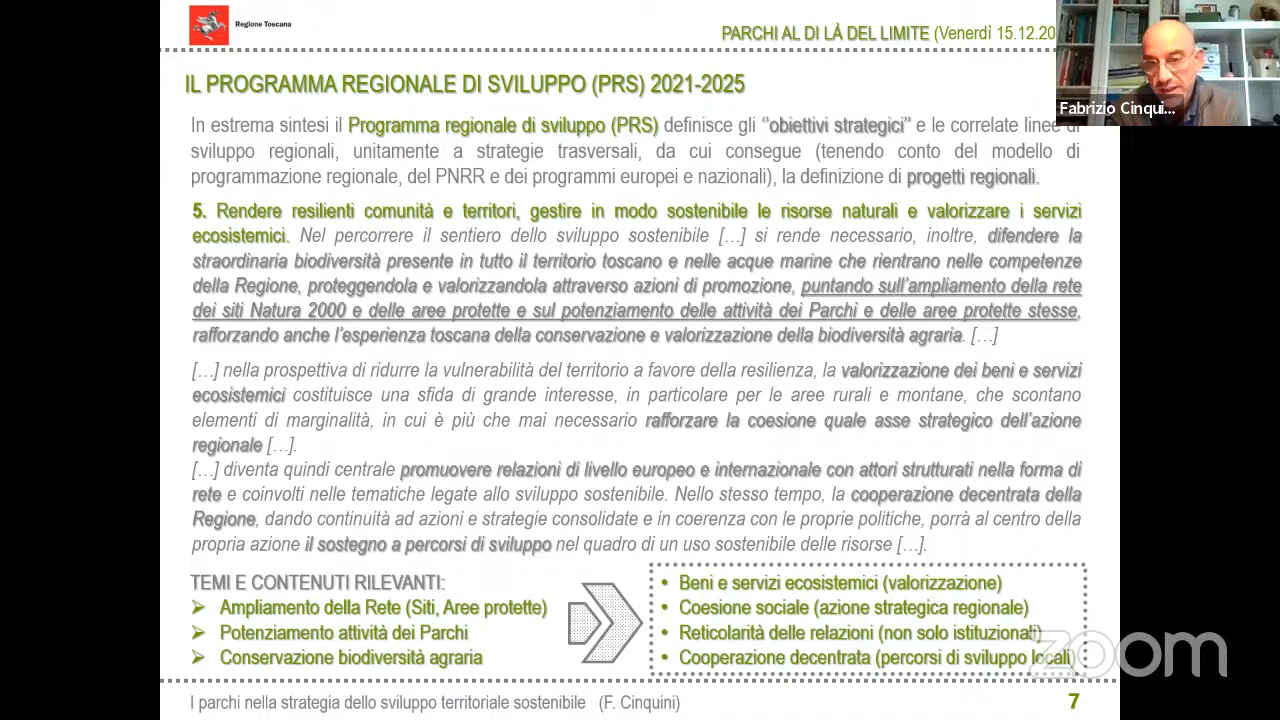 Regione Toscana
PARCHI AL DI LÀ DEL LIMITE (Venerdì 15.12.20
Fabrizio Cinqui...
IL PROGRAMMA REGIONALE DI SVILUPPO (PRS) 2021-2025
In estrema sintesi il Programma regionale di sviluppo (PRS) definisce gli "obiettivi strategici" e le correlate linee di
sviluppo regionali, unitamente a strategie trasversali, da cui consegue (tenendo conto del modello di
programmazione regionale, del PNRR e dei programmi europei e nazionali), la definizione di progetti regionali.
5. Rendere resilienti comunità e territori, gestire in modo sostenibile le risorse naturali e valorizzare i servizi
ecosistemici. Nel percorrere il sentiero dello sviluppo sostenibile […] si rende necessario, inoltre, difendere la
straordinaria biodiversità presente in tutto il territorio toscano e nelle acque marine che rientrano nelle competenze
della Regione, proteggendola e valorizzandola attraverso azioni di promozione, puntando sull'ampliamento della rete
dei siti Natura 2000 e delle aree protette e sul potenziamento delle attività dei Parchi e delle aree protette stesse,
rafforzando anche l'esperienza toscana della conservazione e valorizzazione della biodiversità agraria. […]
[…] nella prospettiva di ridurre la vulnerabilità del territorio a favore della resilienza, la valorizzazione dei beni e servizi
ecosistemici costituisce una sfida di grande interesse, in particolare per le aree rurali e montane, che scontano
elementi di marginalità, in cui è più che mai necessario rafforzare la coesione quale asse strategico dell'azione
regionale […].
[…] diventa quindi centrale promuovere relazioni di livello europeo e internazionale con attori strutturati nella forma di
rete e coinvolti nelle tematiche legate allo sviluppo sostenibile. Nello stesso tempo, la cooperazione decentrata della
Regione, dando continuità ad azioni e strategie consolidate e in coerenza con le proprie politiche, porrà al centro della
propria azione il sostegno a percorsi di sviluppo nel quadro di un uso sostenibile delle risorse […].
TEMI E CONTENUTI RILEVANTI:
Ampliamento della Rete (Siti, Aree protette)
Potenziamento attività dei Parchi
Conservazione biodiversità agraria
• Beni e servizi ecosistemici (valorizzazione)
• Coesione sociale (azione strategica regionale)
• Reticolarità delle relazioni (non solo istituzionali)
• Cooperazione decentrata (percorsi di sviluppo locali)
zoom
I parchi nella strategia dello sviluppo territoriale sostenibile (F. Cinquini)
7